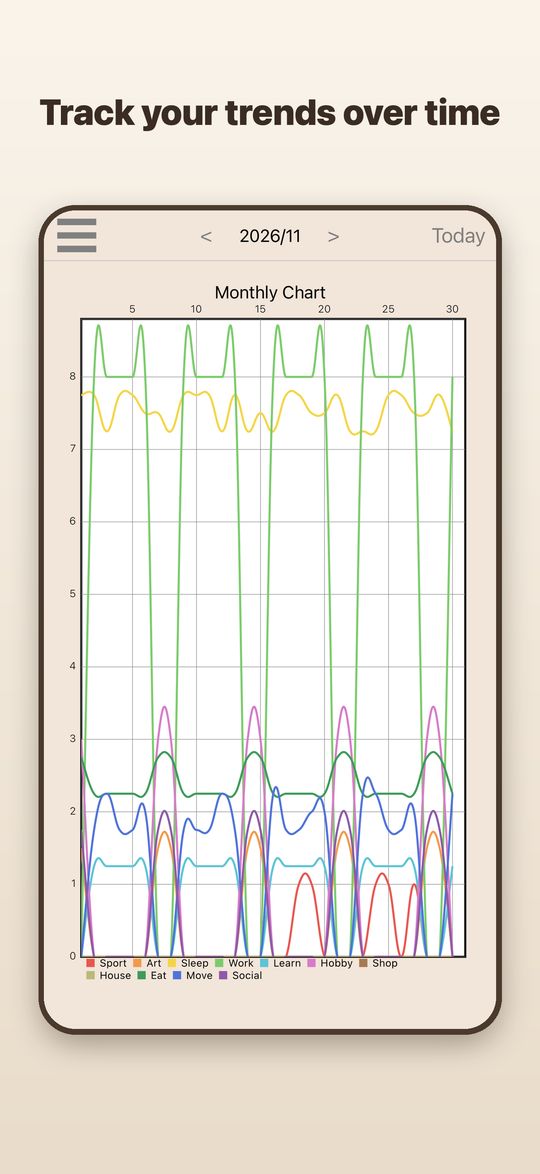 Track your trends over time
< 2026/11 > Today
Monthly Chart
5 10 15 20 25 30
8
7
6
5
4
3
2
1
0
Sport Art Sleep Work Learn Hobby Shop
House Eat Move Social